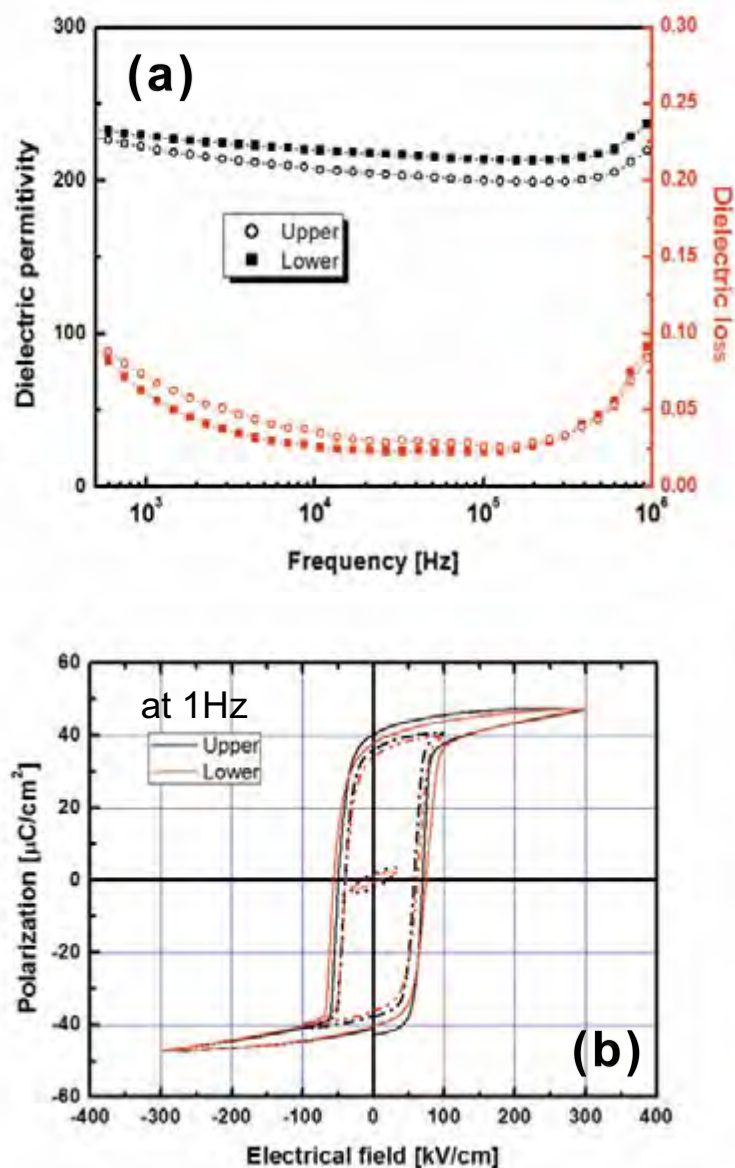 (a)
300
200
100
0
0.30
0.25
0.20
0.15
0.10
0.05
0.00
Dielectric permitivity
Dielectric loss
Upper
Lower
10³
10⁴
10⁵
10⁶
Frequency [Hz]
60
40
20
0
-20
-40
-60
Polarization [µC/cm²]
at 1Hz
Upper
Lower
(b)
-400
-300
-200
-100
0
100
200
300
400
Electrical field [kV/cm]